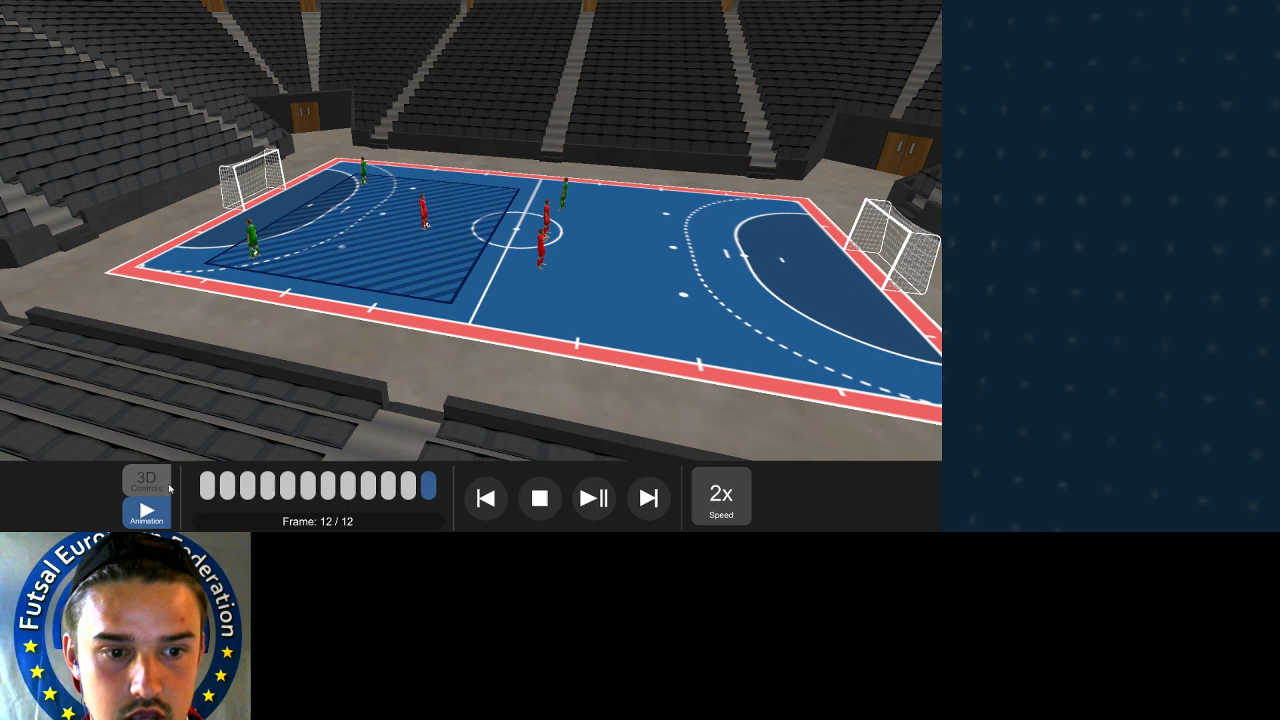 3D
Controls
Animation
Frame: 12 / 12
2x
Speed
Futsal Euro
Federation